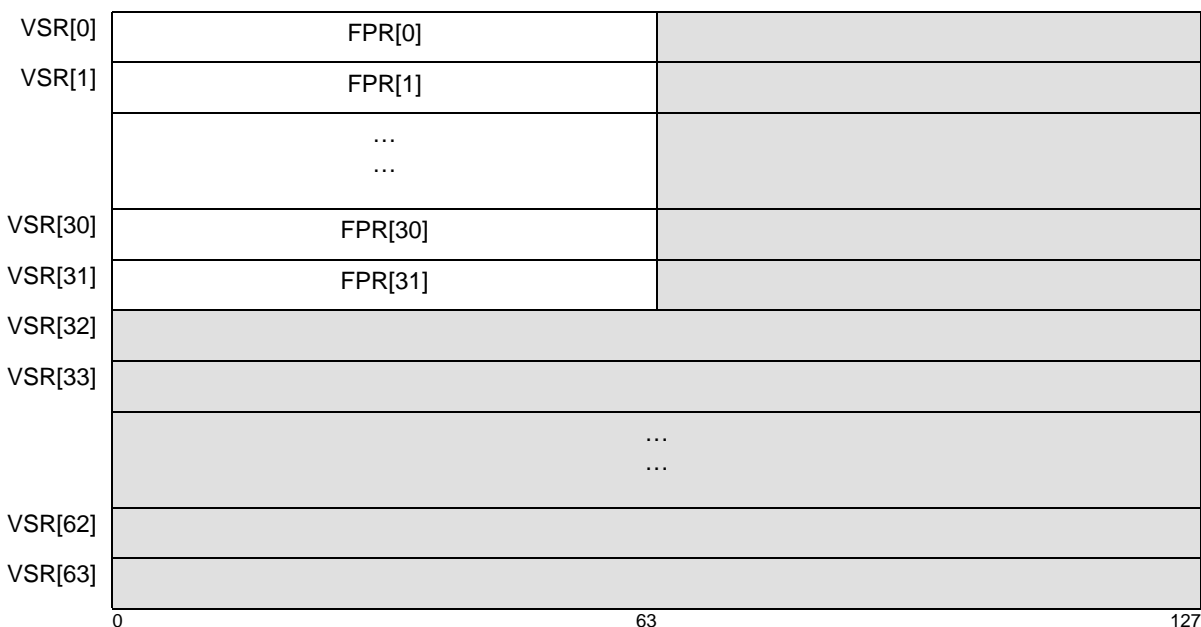 VSR[0] FPR[0]
VSR[1] FPR[1]
…
…
VSR[30] FPR[30]
VSR[31] FPR[31]
VSR[32]
VSR[33]
…
…
VSR[62]
VSR[63]
0 63 127